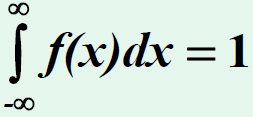 ∞
∫ f(x)dx = 1
-∞